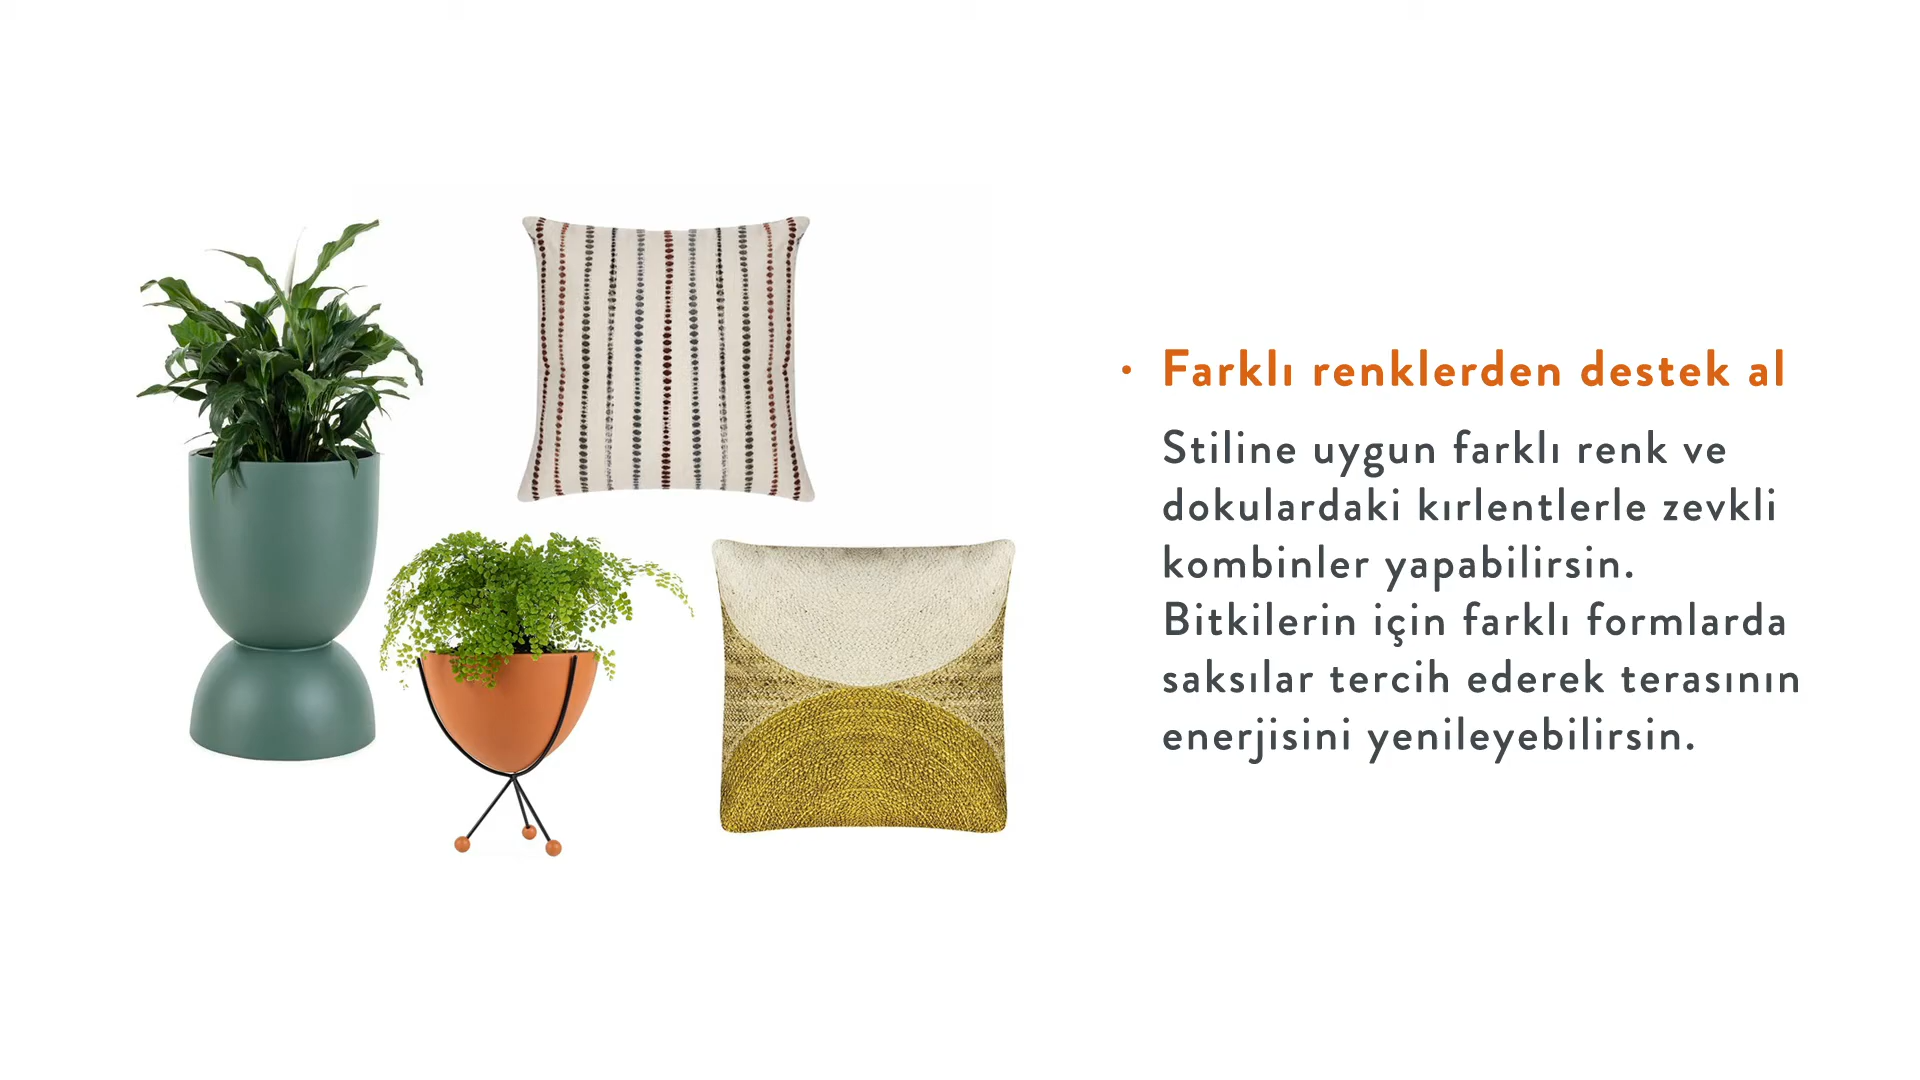 • Farklı renklerden destek al
Stiline uygun farklı renk ve
dokulardaki kırlentlerle zevkli
kombinler yapabilirsin.
Bitkilerin için farklı formlarda
saksılar tercih ederek terasının
enerjisini yenileyebilirsin.